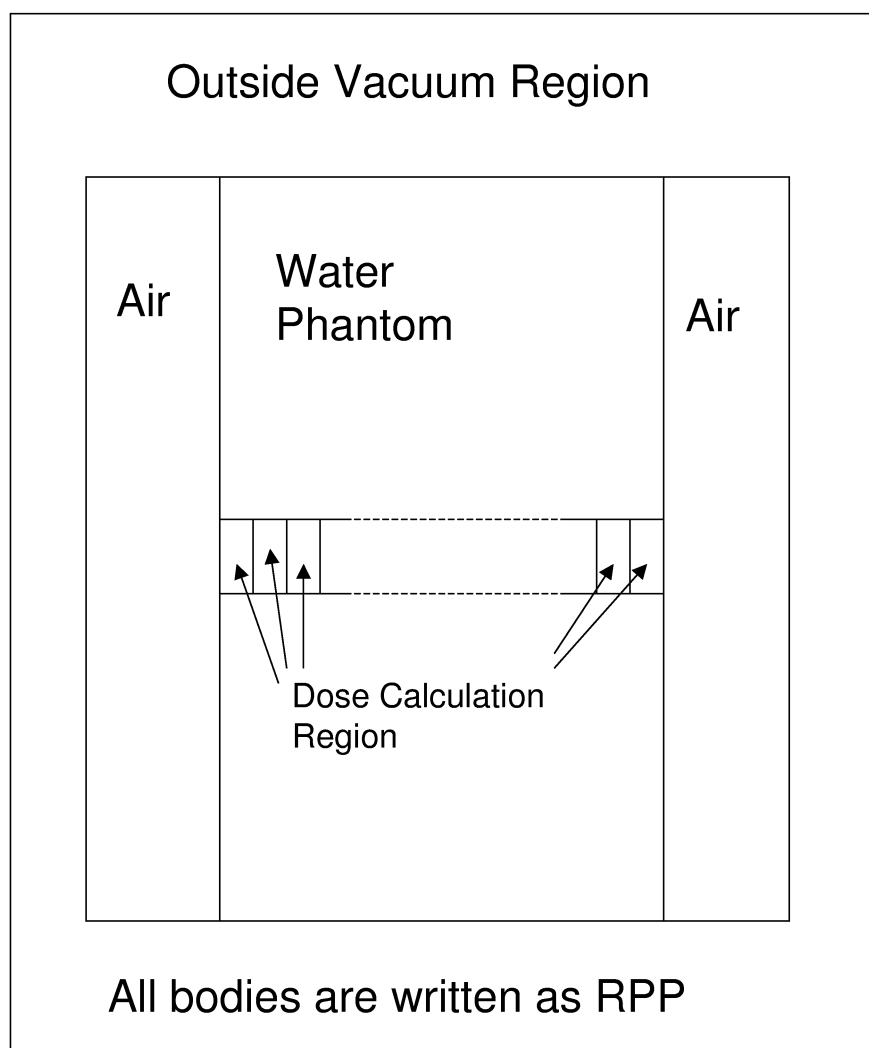 Outside Vacuum Region
Air
Water
Phantom
Air
Dose Calculation
Region
All bodies are written as RPP